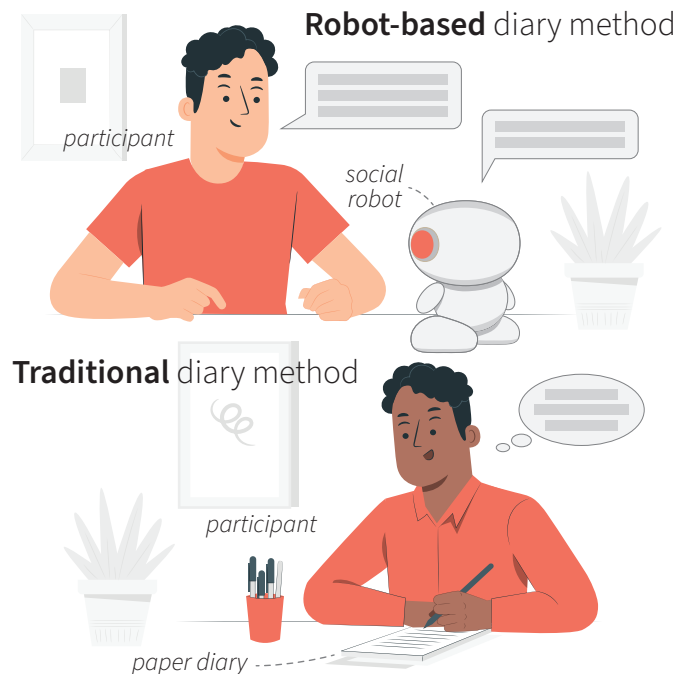 Robot-based diary method
participant
social
robot
Traditional diary method
participant
paper diary